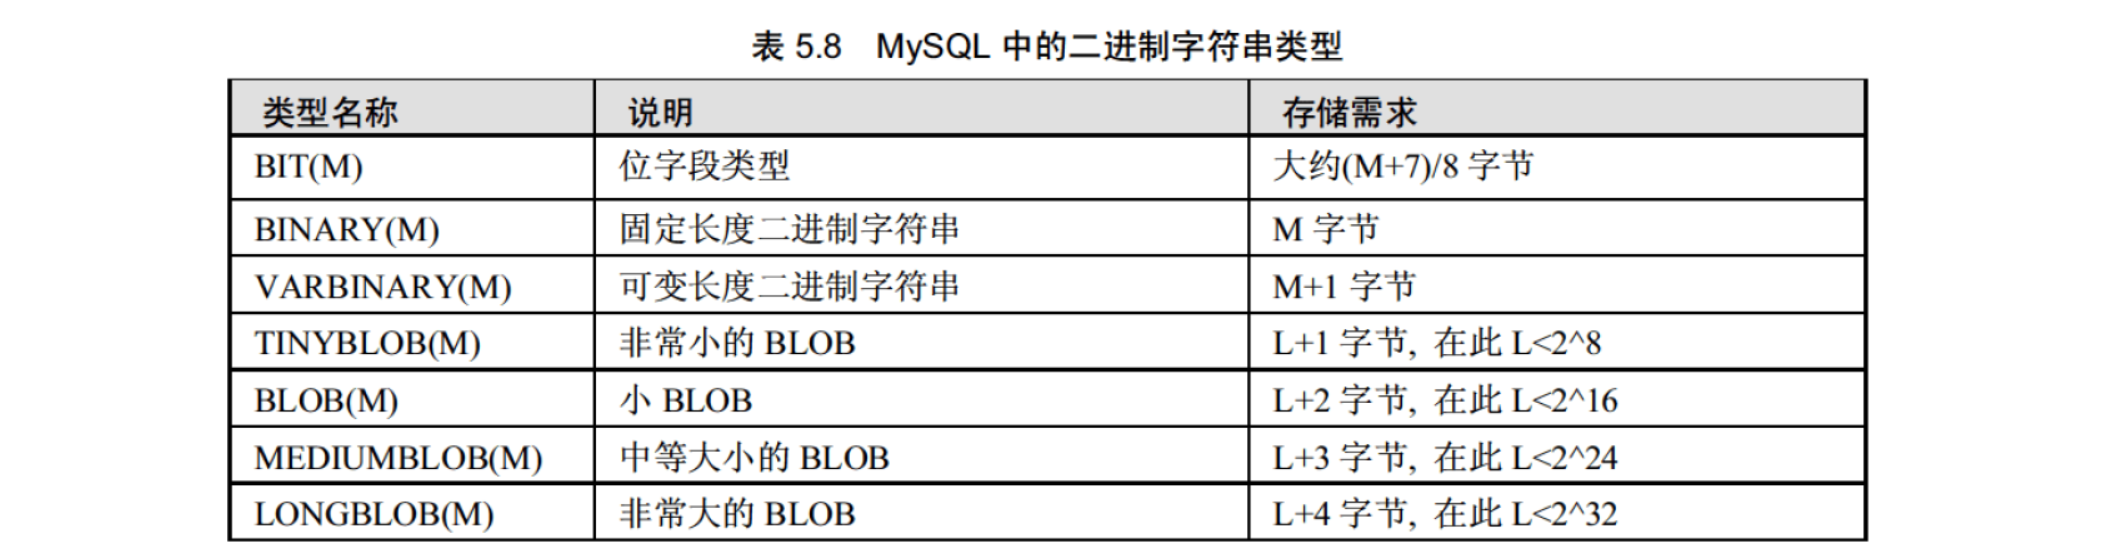 表 5.8 MySQL 中的二进制字符串类型
类型名称 说明 存储需求
BIT(M) 位字段类型 大约(M+7)/8 字节
BINARY(M) 固定长度二进制字符串 M 字节
VARBINARY(M) 可变长度二进制字符串 M+1 字节
TINYBLOB(M) 非常小的 BLOB L+1 字节, 在此 L<2^8
BLOB(M) 小 BLOB L+2 字节, 在此 L<2^16
MEDIUMBLOB(M) 中等大小的 BLOB L+3 字节, 在此 L<2^24
LONGBLOB(M) 非常大的 BLOB L+4 字节, 在此 L<2^32